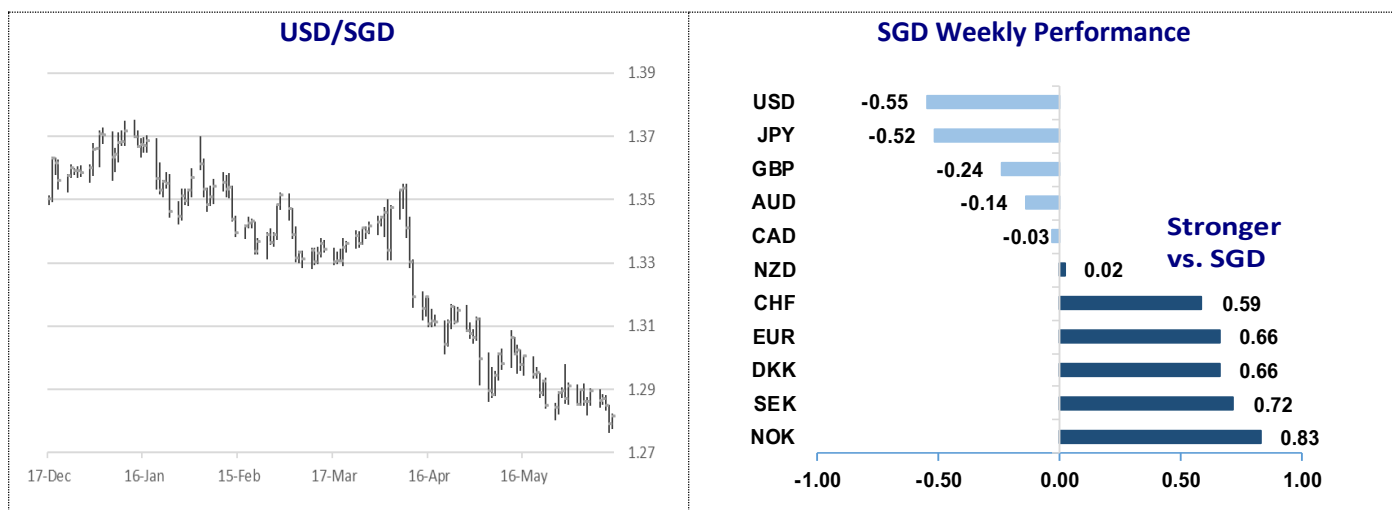 USD/SGD
1.39
1.37
1.35
1.33
1.31
1.29
1.27
17-Dec 16-Jan 15-Feb 17-Mar 16-Apr 16-May
SGD Weekly Performance
USD -0.55
JPY -0.52
GBP -0.24
AUD -0.14
CAD -0.03
Stronger
vs. SGD
NZD 0.02
CHF 0.59
EUR 0.66
DKK 0.66
SEK 0.72
NOK 0.83
-1.00 -0.50 0.00 0.50 1.00